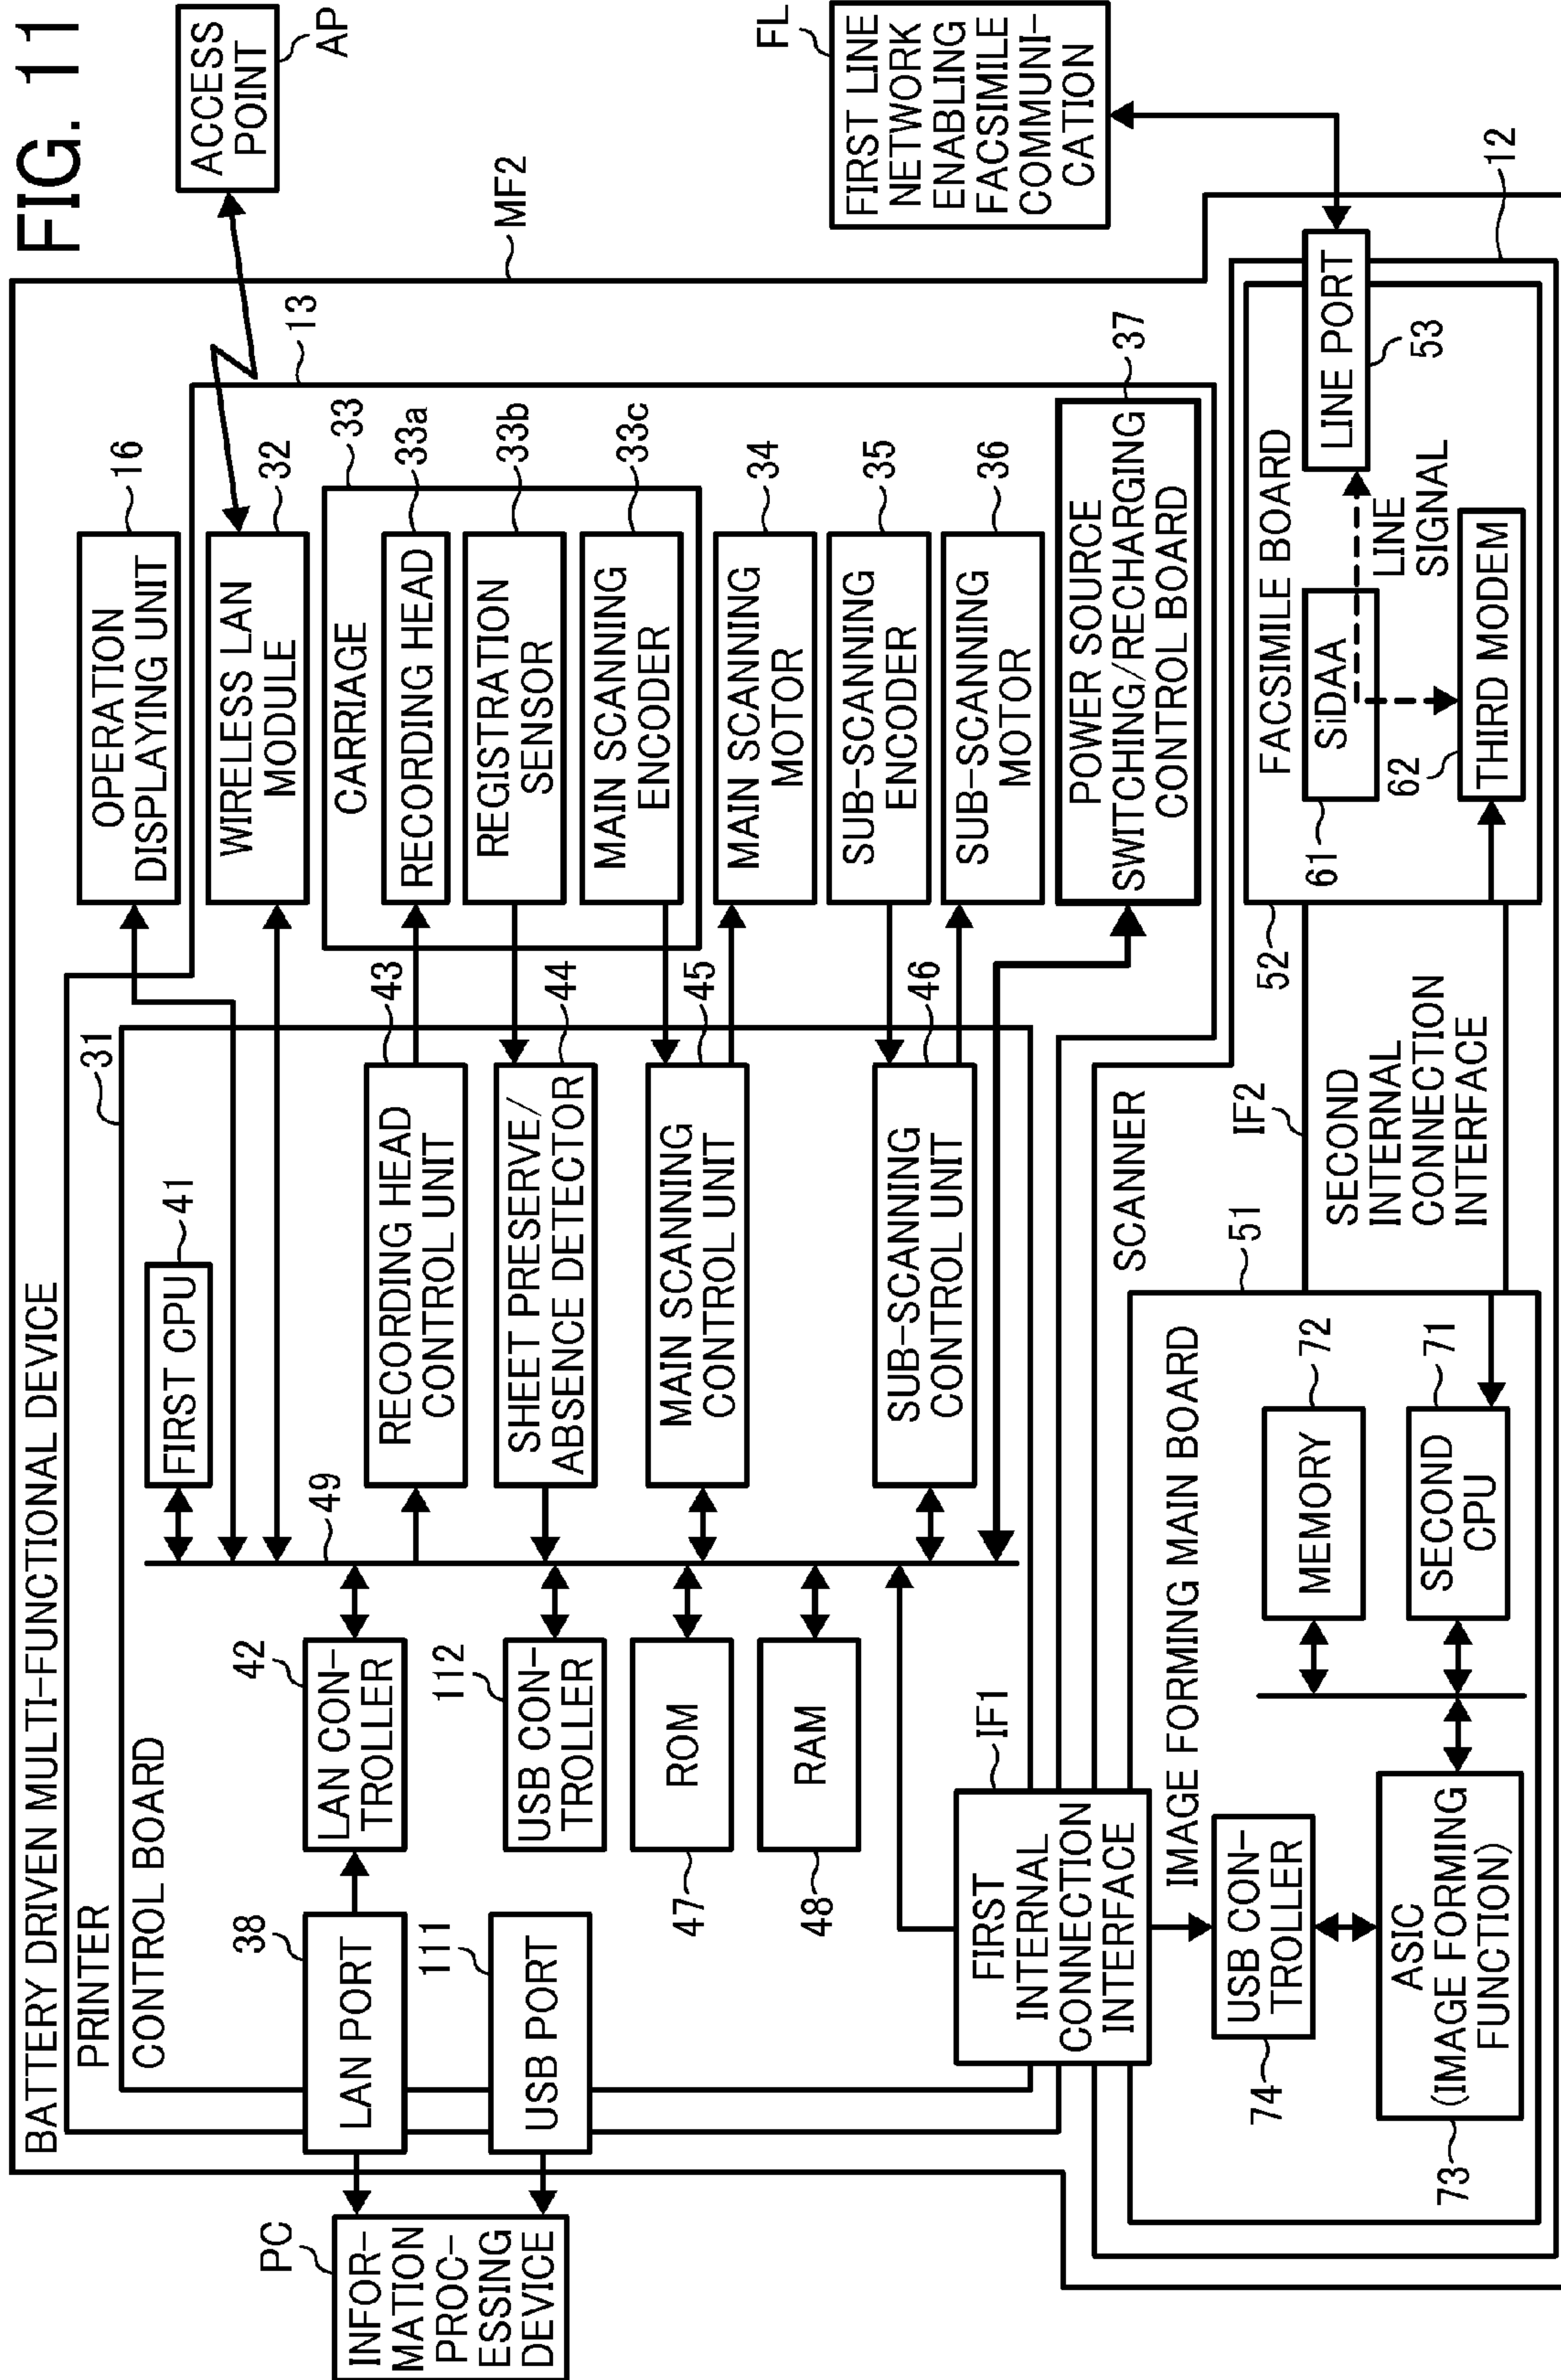 FIG. 11
BATTERY DRIVEN MULTI-FUNCTIONAL DEVICE
MF2
ACCESS
POINT
AP
PRINTER
13
CONTROL BOARD
31
OPERATION
DISPLAYING UNIT
16
FIRST CPU
41
WIRELESS LAN
MODULE
32
49
PC
INFOR-
MATION
PROC-
ESSING
DEVICE
LAN PORT
38
LAN CON-
TROLLER
42
USB PORT
111
USB CON-
TROLLER
112
ROM
47
RAM
48
RECORDING HEAD
CONTROL UNIT
43
SHEET PRESERVE/
ABSENCE DETECTOR
44
MAIN SCANNING
CONTROL UNIT
45
SUB-SCANNING
CONTROL UNIT
46
CARRIAGE
33
RECORDING HEAD
33a
REGISTRATION
SENSOR
33b
MAIN SCANNING
ENCODER
33c
MAIN SCANNING
MOTOR
34
SUB-SCANNING
ENCODER
35
SUB-SCANNING
MOTOR
36
POWER SOURCE
SWITCHING/RECHARGING
CONTROL BOARD
37
FL
FIRST LINE
NETWORK
ENABLING
FACSIMILE
COMMUNI-
CATION
FIRST
INTERNAL
CONNECTION
INTERFACE
IF1
SCANNER
12
IMAGE FORMING MAIN BOARD
51
USB CON-
TROLLER
74
ASIC
(IMAGE FORMING
FUNCTION)
73
MEMORY
72
SECOND
CPU
71
IF2
SECOND
INTERNAL
CONNECTION
INTERFACE
52
FACSIMILE BOARD
SiDAA
61
LINE
SIGNAL
LINE PORT
53
62
THIRD MODEM